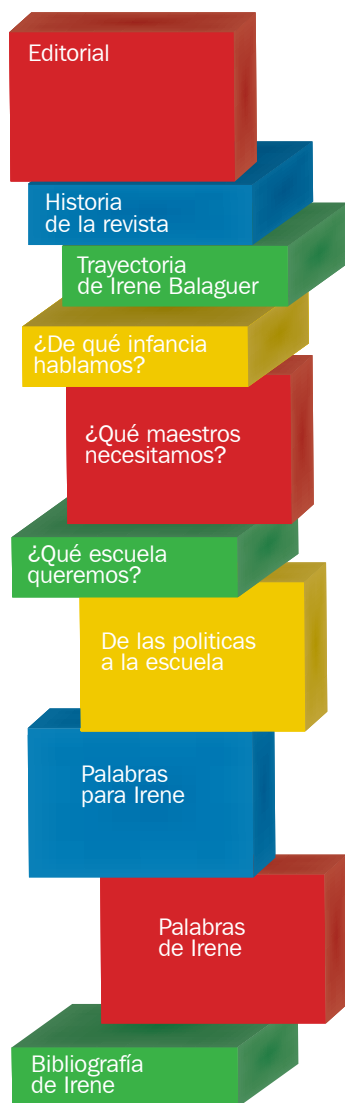 Editorial
Historia
de la revista
Trayectoria
de Irene Balaguer
¿De qué infancia
hablamos?
¿Qué maestros
necesitamos?
¿Qué escuela
queremos?
De las politicas
a la escuela
Palabras
para Irene
Palabras
de Irene
Bibliografía
de Irene